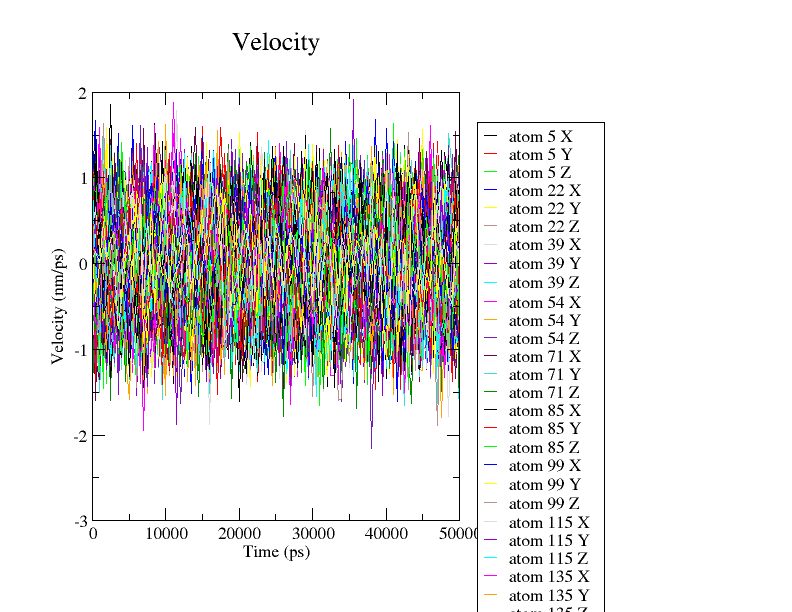 Velocity
2
1
0
-1
-2
-3
Velocity (nm/ps)
0 10000 20000 30000 40000 50000
Time (ps)
atom 5 X
atom 5 Y
atom 5 Z
atom 22 X
atom 22 Y
atom 22 Z
atom 39 X
atom 39 Y
atom 39 Z
atom 54 X
atom 54 Y
atom 54 Z
atom 71 X
atom 71 Y
atom 71 Z
atom 85 X
atom 85 Y
atom 85 Z
atom 99 X
atom 99 Y
atom 99 Z
atom 115 X
atom 115 Y
atom 115 Z
atom 135 X
atom 135 Y
atom 135 Z